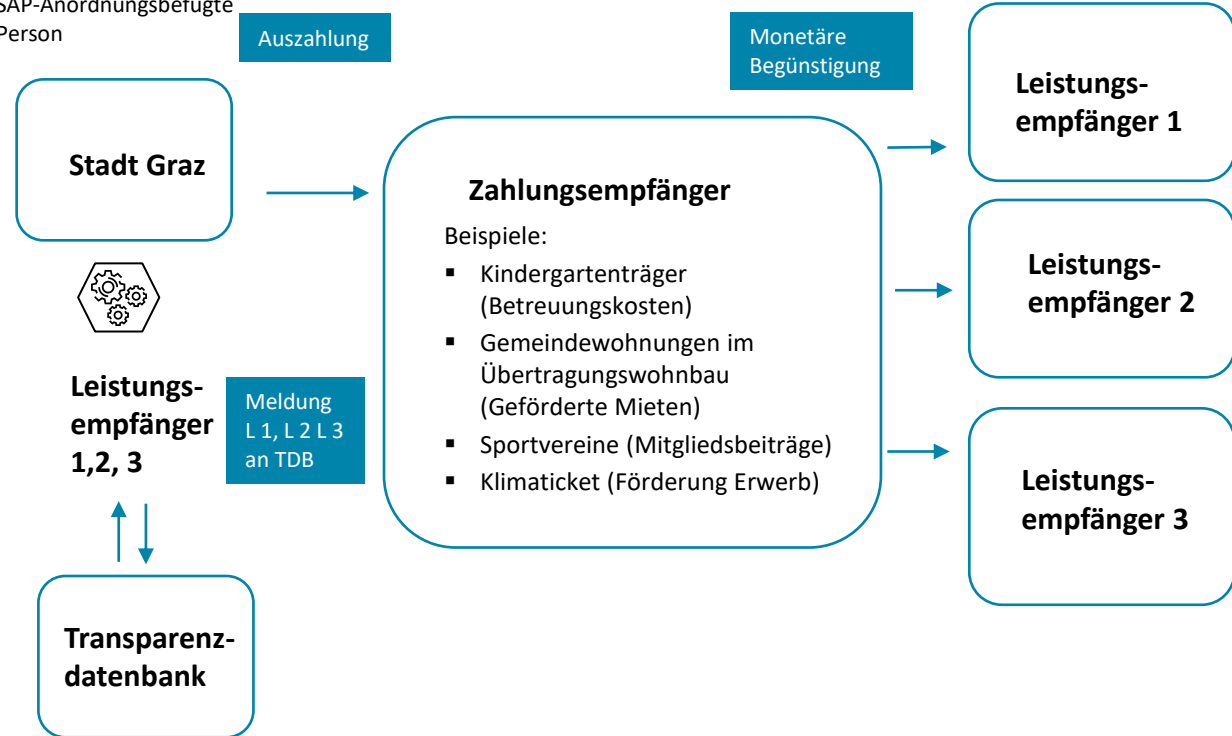 SAP-Anordnungsbefugte
Person
Auszahlung
Monetäre
Begünstigung
Stadt Graz
Zahlungsempfänger
Beispiele:
▪ Kindergartenträger
(Betreuungskosten)
▪ Gemeindewohnungen im
Übertragungswohnbau
(Geförderte Mieten)
▪ Sportvereine (Mitgliedsbeiträge)
▪ Klimaticket (Förderung Erwerb)
Leistungs-
empfänger 1
Leistungs-
empfänger 2
Leistungs-
empfänger 3
Leistungs-
empfänger
1,2, 3
Meldung
L 1, L 2 L 3
an TDB
Transparenz-
datenbank